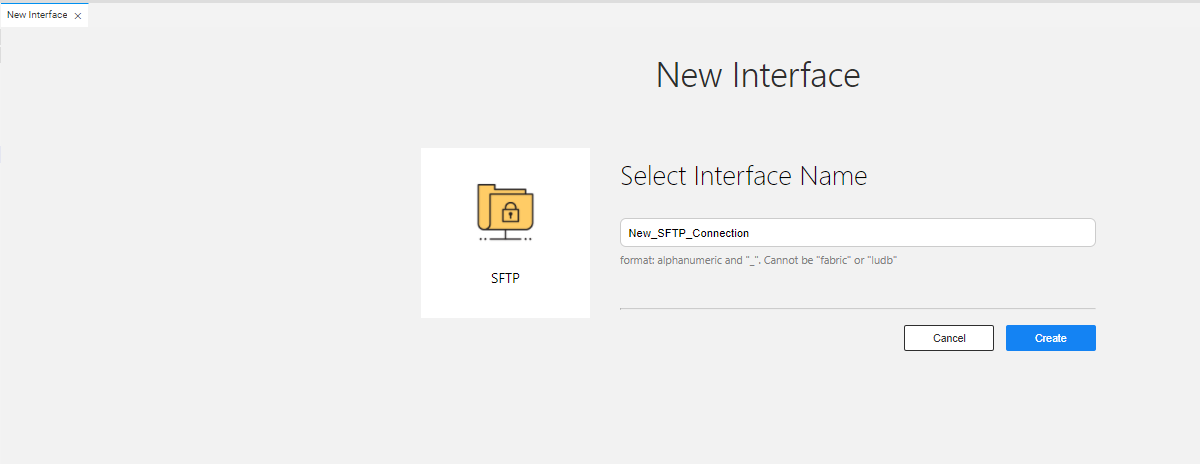 New Interface
New Interface
Select Interface Name
New_SFTP_Connection
format: alphanumeric and "_". Cannot be "fabric" or "ludb"
SFTP
Cancel
Create